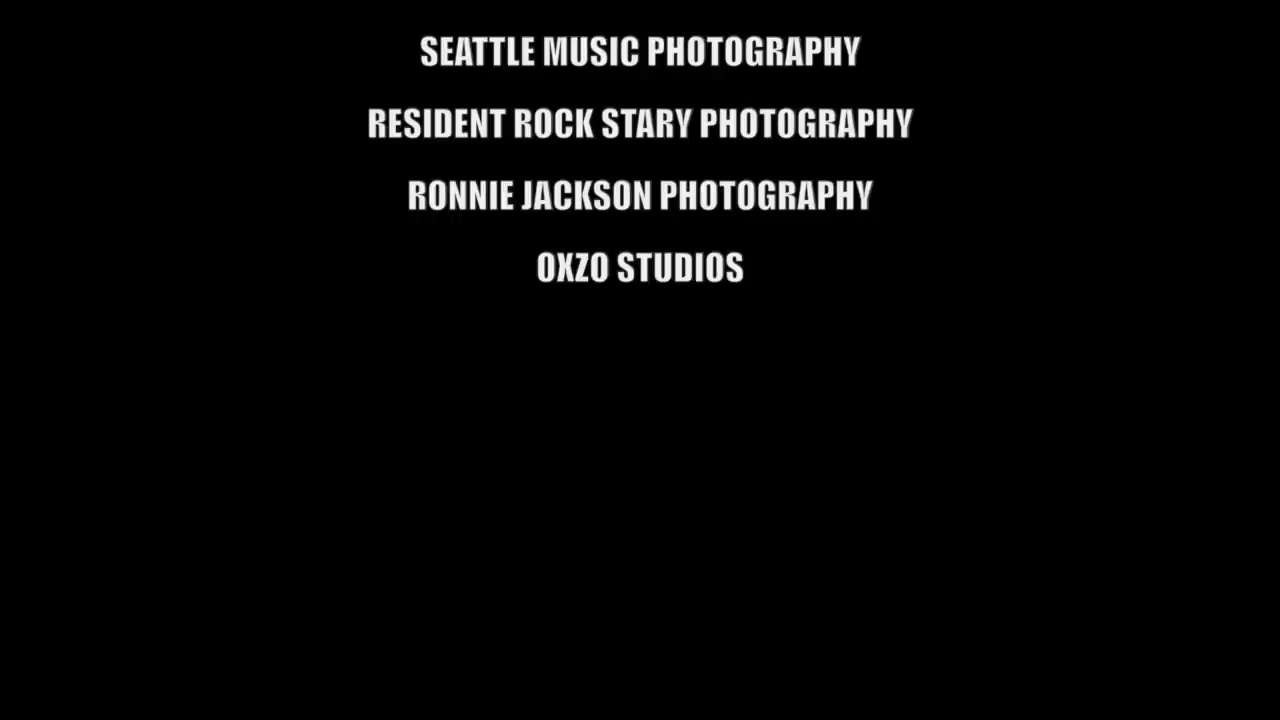 SEATTLE MUSIC PHOTOGRAPHY
RESIDENT ROCK STARY PHOTOGRAPHY
RONNIE JACKSON PHOTOGRAPHY
OXZO STUDIOS